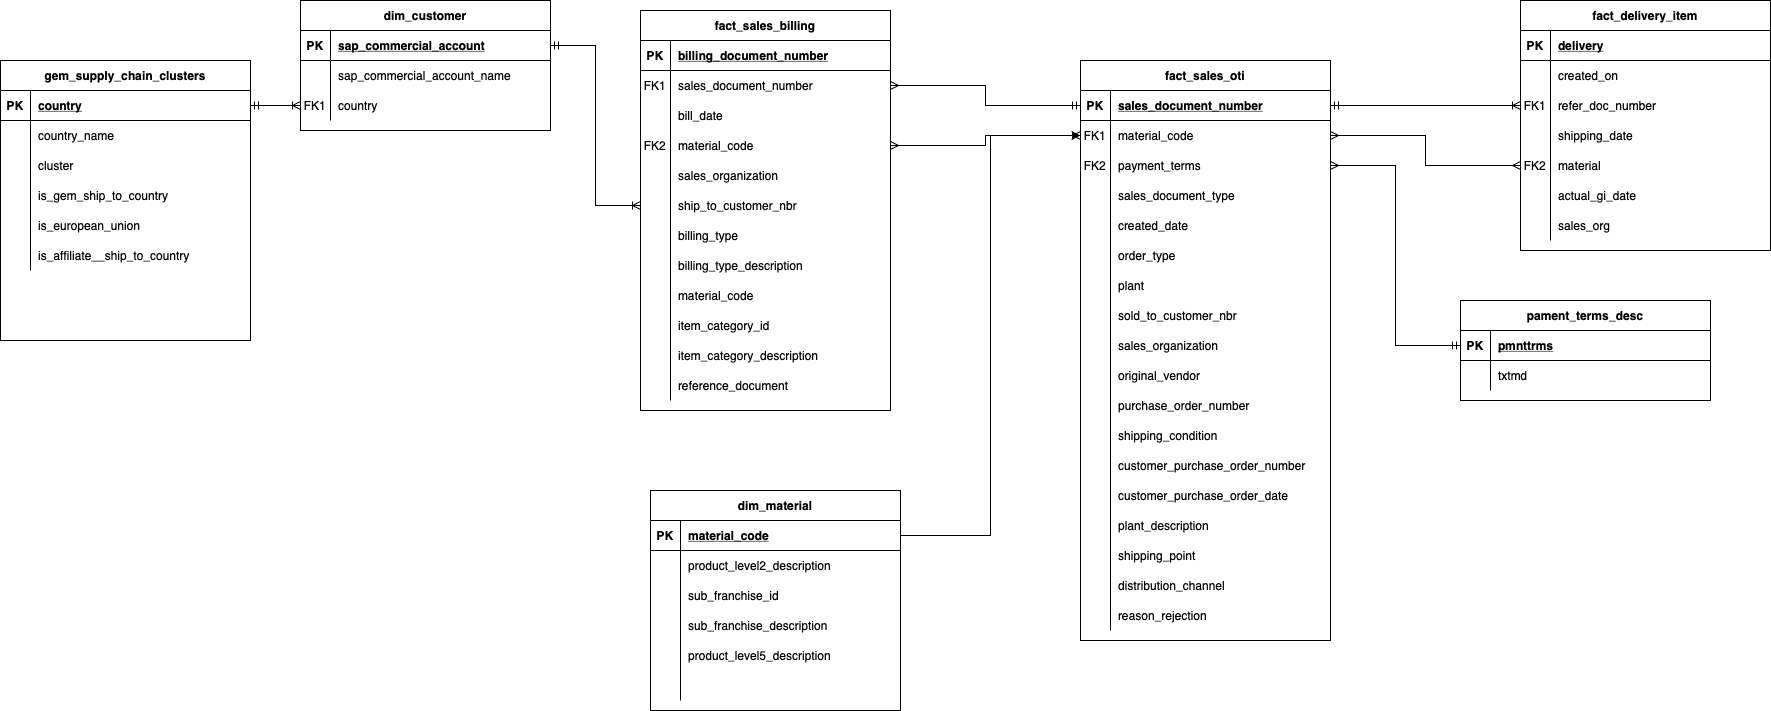 gem_supply_chain_clusters
PK country
country_name
cluster
is_gem_ship_to_country
is_european_union
is_affiliate__ship_to_country
dim_customer
PK sap_commercial_account
sap_commercial_account_name
FK1 country
fact_sales_billing
PK billing_document_number
FK1 sales_document_number
bill_date
FK2 material_code
sales_organization
ship_to_customer_nbr
billing_type
billing_type_description
material_code
item_category_id
item_category_description
reference_document
dim_material
PK material_code
product_level2_description
sub_franchise_id
sub_franchise_description
product_level5_description
fact_sales_oti
PK sales_document_number
FK1 material_code
FK2 payment_terms
sales_document_type
created_date
order_type
plant
sold_to_customer_nbr
sales_organization
original_vendor
purchase_order_number
shipping_condition
customer_purchase_order_number
customer_purchase_order_date
plant_description
shipping_point
distribution_channel
reason_rejection
fact_delivery_item
PK delivery
created_on
FK1 refer_doc_number
shipping_date
FK2 material
actual_gi_date
sales_org
pament_terms_desc
PK pmnttrms
txtmd